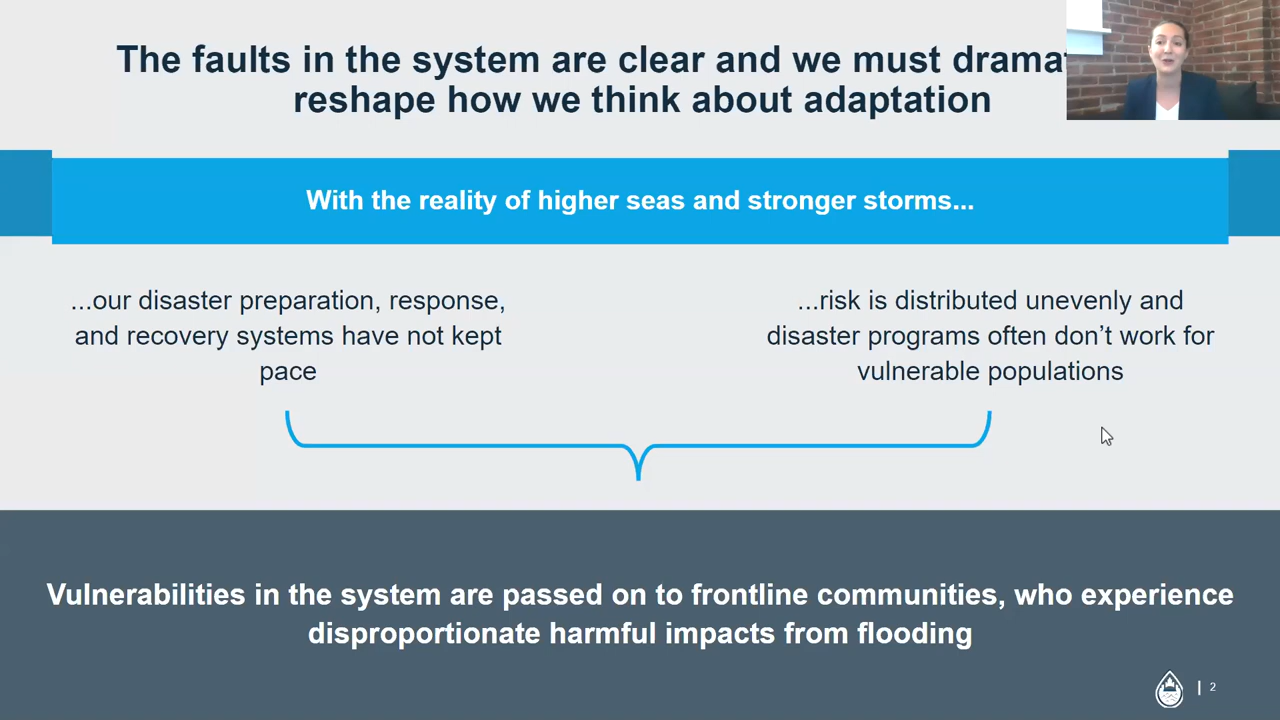 The faults in the system are clear and we must
reshape how we think about adaptation
With the reality of higher seas and stronger storms...
...our disaster preparation, response,
and recovery systems have not kept
pace
...risk is distributed unevenly and
disaster programs often don’t work for
vulnerable populations
Vulnerabilities in the system are passed on to frontline communities, who experience
disproportionate harmful impacts from flooding
2